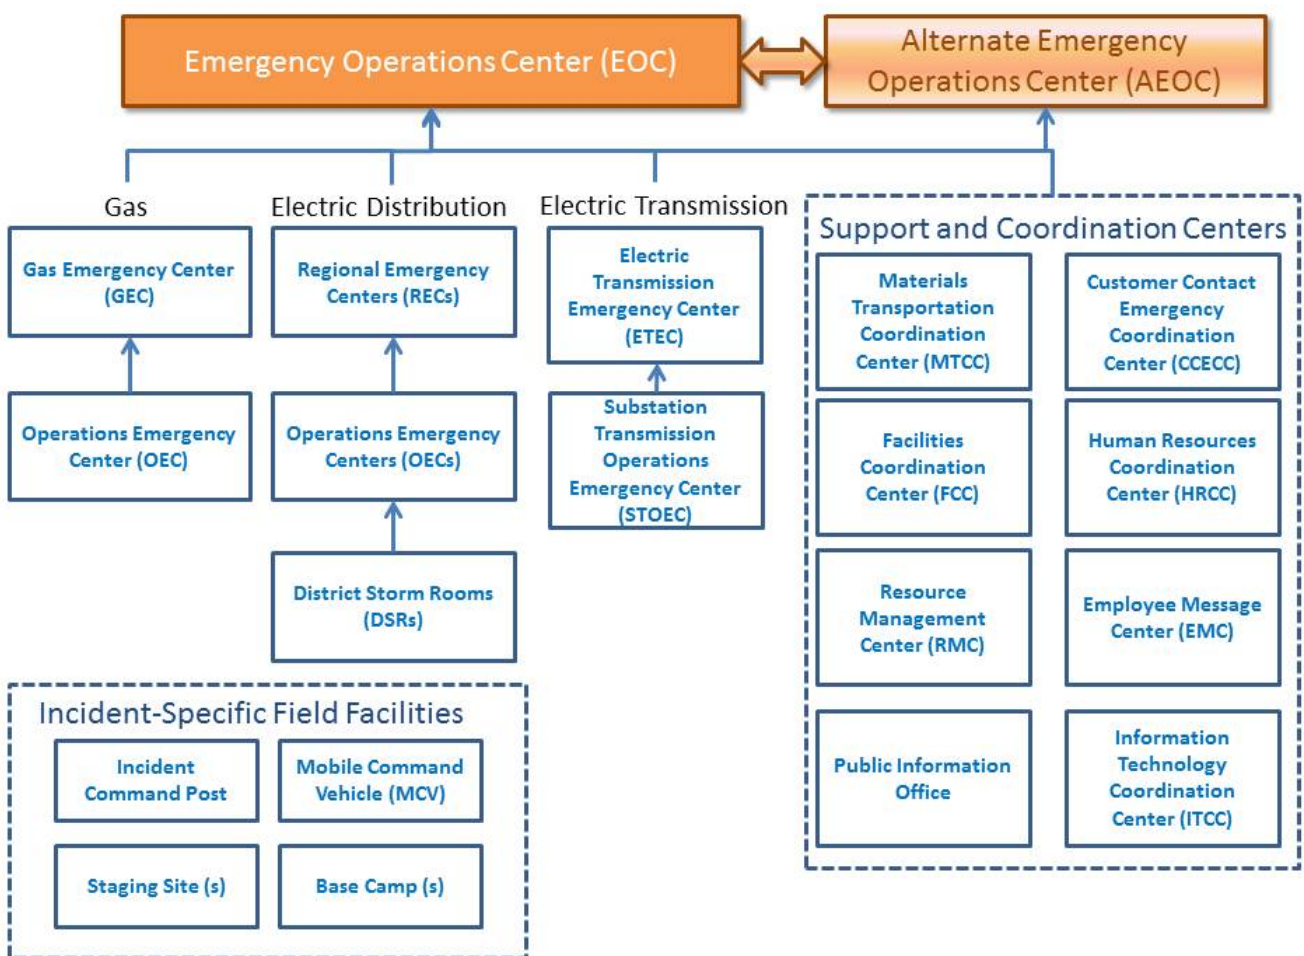 Emergency Operations Center (EOC)
Alternate Emergency
Operations Center (AEOC)
Gas
Gas Emergency Center
(GEC)
Operations Emergency
Center (OEC)
Electric Distribution
Regional Emergency
Centers (RECs)
Operations Emergency
Centers (OECs)
District Storm Rooms
(DSRs)
Electric Transmission
Electric
Transmission
Emergency Center
(ETEC)
Substation
Transmission
Operations
Emergency Center
(STOEC)
Support and Coordination Centers
Materials
Transportation
Coordination
Center (MTCC)
Customer Contact
Emergency
Coordination
Center (CCECC)
Facilities
Coordination
Center (FCC)
Human Resources
Coordination
Center (HRCC)
Resource
Management
Center (RMC)
Employee Message
Center (EMC)
Public Information
Office
Information
Technology
Coordination
Center (ITCC)
Incident-Specific Field Facilities
Incident
Command Post
Mobile Command
Vehicle (MCV)
Staging Site (s)
Base Camp (s)